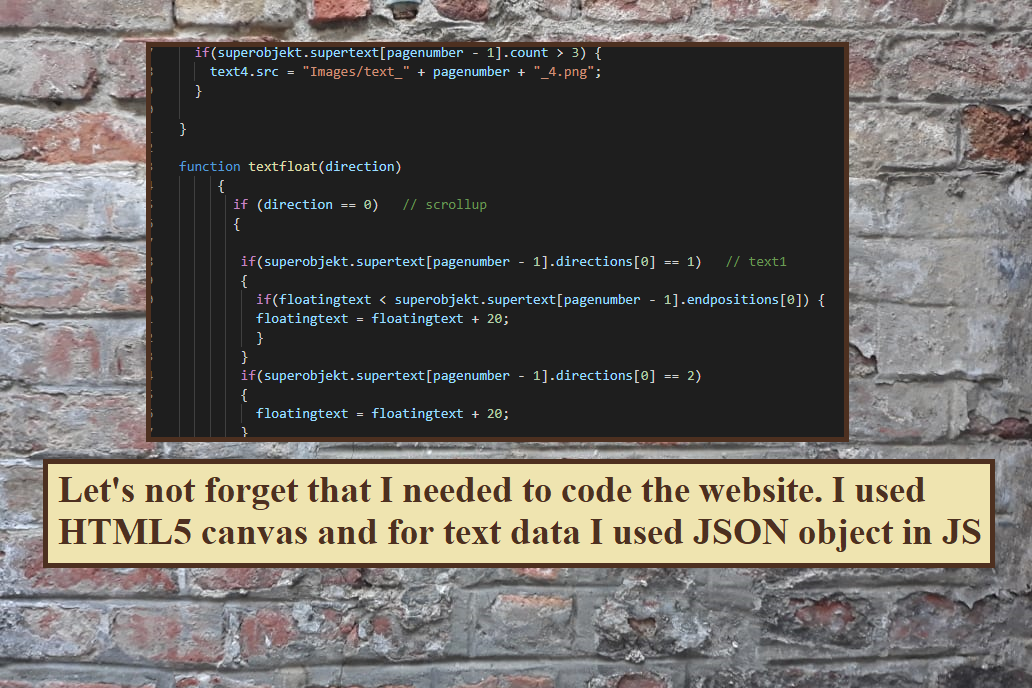 if(superobjekt.supertext[pagenumber - 1].count > 3) {
text4.src = "Images/text_" + pagenumber + "_4.png";
}
}
function textfloat(direction)
{
if (direction == 0) // scrollup
{
if(superobjekt.supertext[pagenumber - 1].directions[0] == 1) // text1
{
if(floatingtext < superobjekt.supertext[pagenumber - 1].endpositions[0]) {
floatingtext = floatingtext + 20;
}
}
if(superobjekt.supertext[pagenumber - 1].directions[0] == 2)
{
floatingtext = floatingtext + 20;
}
Let's not forget that I needed to code the website. I used
HTML5 canvas and for text data I used JSON object in JS